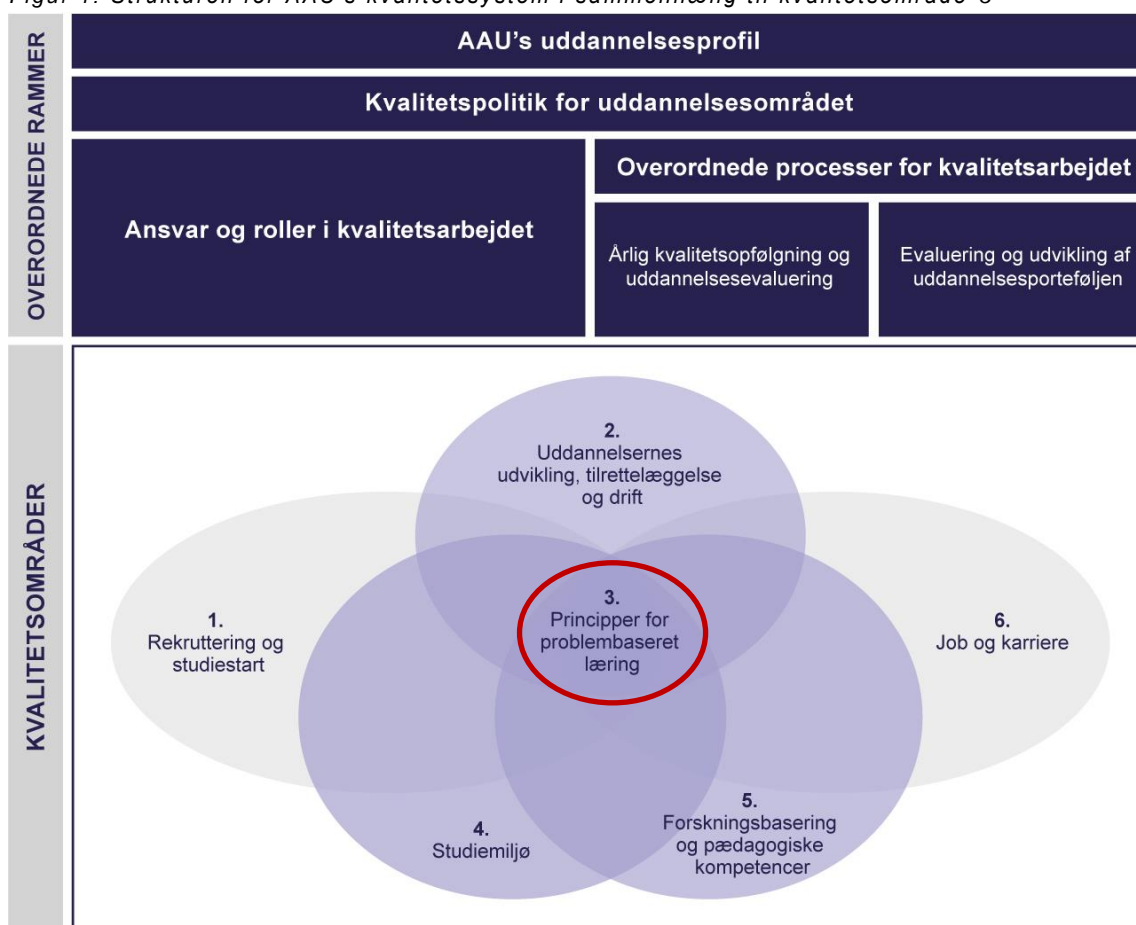 OVERORDNEDE RAMMER
AAU's uddannelsesprofil
Kvalitetspolitik for uddannelsesområdet
Ansvar og roller i kvalitetsarbejdet
Overordnede processer for kvalitetsarbejdet
Årlig kvalitetsopfølgning og
uddannelsesevaluering
Evaluering og udvikling af
uddannelsesporteføljen
KVALITETSOMRÅDER
1.
Rekruttering og
studiestart
2.
Uddannelsernes
udvikling, tilrettelæggelse
og drift
3.
Principper for
problembaseret
læring
4.
Studiemiljø
5.
Forskningsbasering
og pædagogiske
kompetencer
6.
Job og karriere